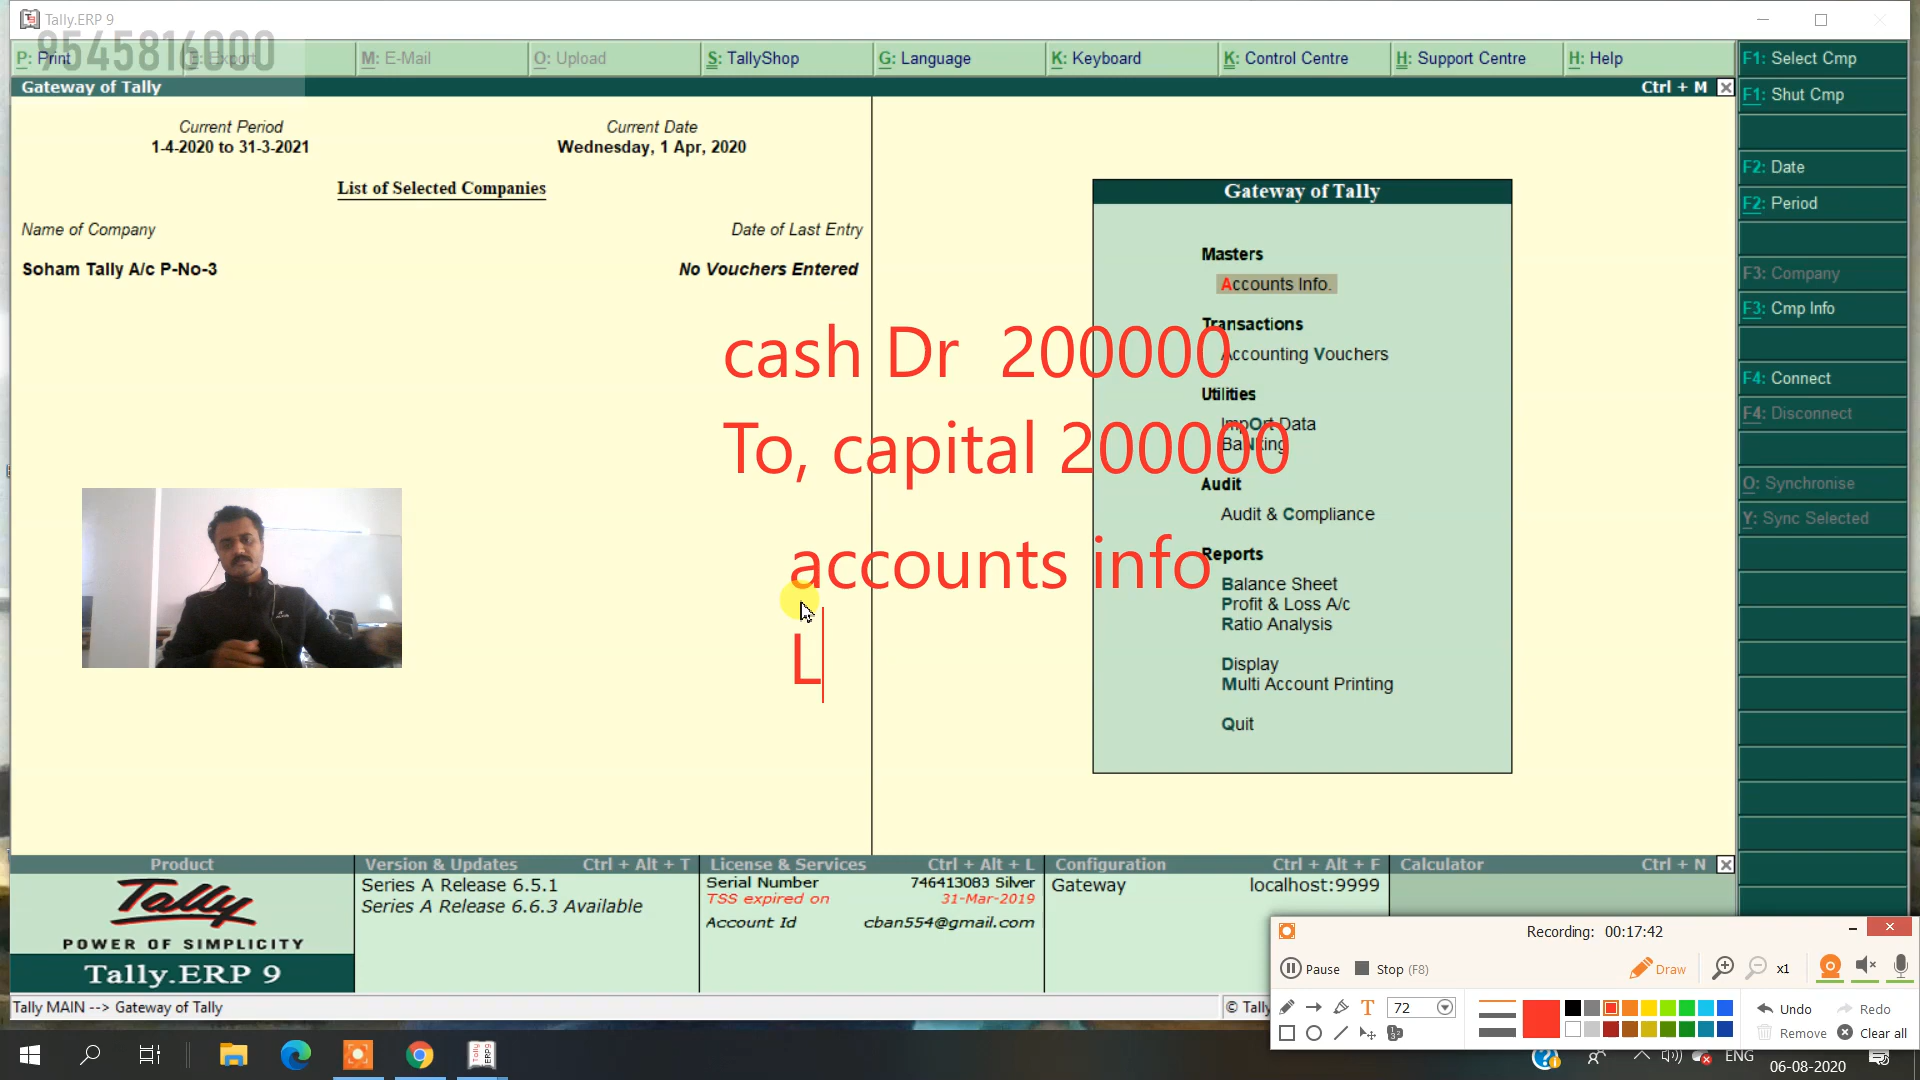 Tally.ERP 9
9545816000
P: Print
E: Export
M: E-Mail
O: Upload
S: TallyShop
G: Language
K: Keyboard
K: Control Centre
H: Support Centre
H: Help
Gateway of Tally
Ctrl + M
Current Period
1-4-2020 to 31-3-2021
Current Date
Wednesday, 1 Apr, 2020
List of Selected Companies
Name of Company
Date of Last Entry
Soham Tally A/c P-No-3
No Vouchers Entered
Gateway of Tally
Masters
Accounts Info.
Transactions
Accounting Vouchers
Utilities
ImpOrt Data
BaNking
Audit
Audit & Compliance
Reports
Balance Sheet
Profit & Loss A/c
Ratio Analysis
Display
Multi Account Printing
Quit
cash Dr 200000
To, capital 200000
accounts info
L
F1: Select Cmp
F1: Shut Cmp
F2: Date
F2: Period
F3: Company
F3: Cmp Info
F4: Connect
F4: Disconnect
O: Synchronise
Y: Sync Selected
Product
Tally
POWER OF SIMPLICITY
Tally.ERP 9
Version & Updates Ctrl + Alt + T
Series A Release 6.5.1
Series A Release 6.6.3 Available
License & Services Ctrl + Alt + L
Serial Number 746413083 Silver
TSS expired on 31-Mar-2019
Account Id cban554@gmail.com
Configuration Ctrl + Alt + F
Gateway localhost:9999
Calculator Ctrl + N
Tally MAIN --> Gateway of Tally
© Tally
Recording: 00:17:42
Pause
Stop (F8)
Draw
x1
72
Undo
Redo
Remove
Clear all
ENG
06-08-2020